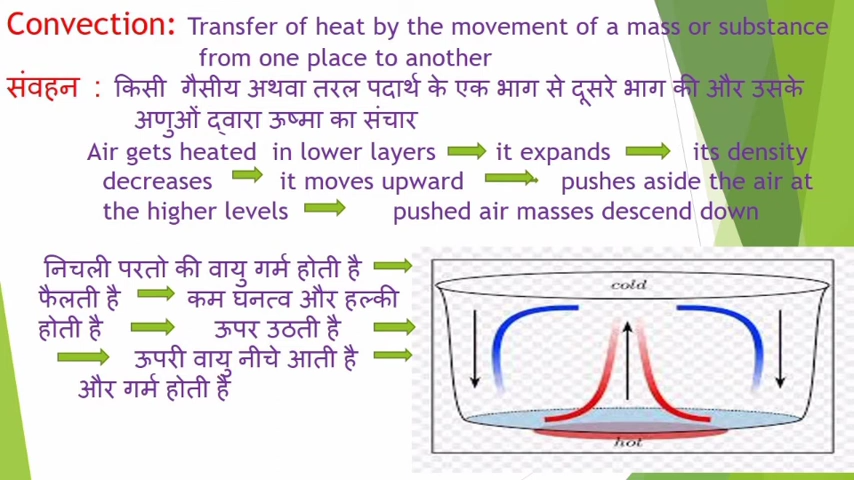 Convection: Transfer of heat by the movement of a mass or substance
from one place to another
संवहन : किसी गैसीय अथवा तरल पदार्थ के एक भाग से दूसरे भाग की और उसके
अणुओं द्वारा ऊष्मा का संचार
Air gets heated in lower layers it expands its density
decreases it moves upward pushes aside the air at
the higher levels pushed air masses descend down
निचली परतो की वायु गर्म होती है
फैलती है कम घनत्व और हल्की
होती है ऊपर उठती है
ऊपरी वायु नीचे आती है
और गर्म होती हैं
cold
hot